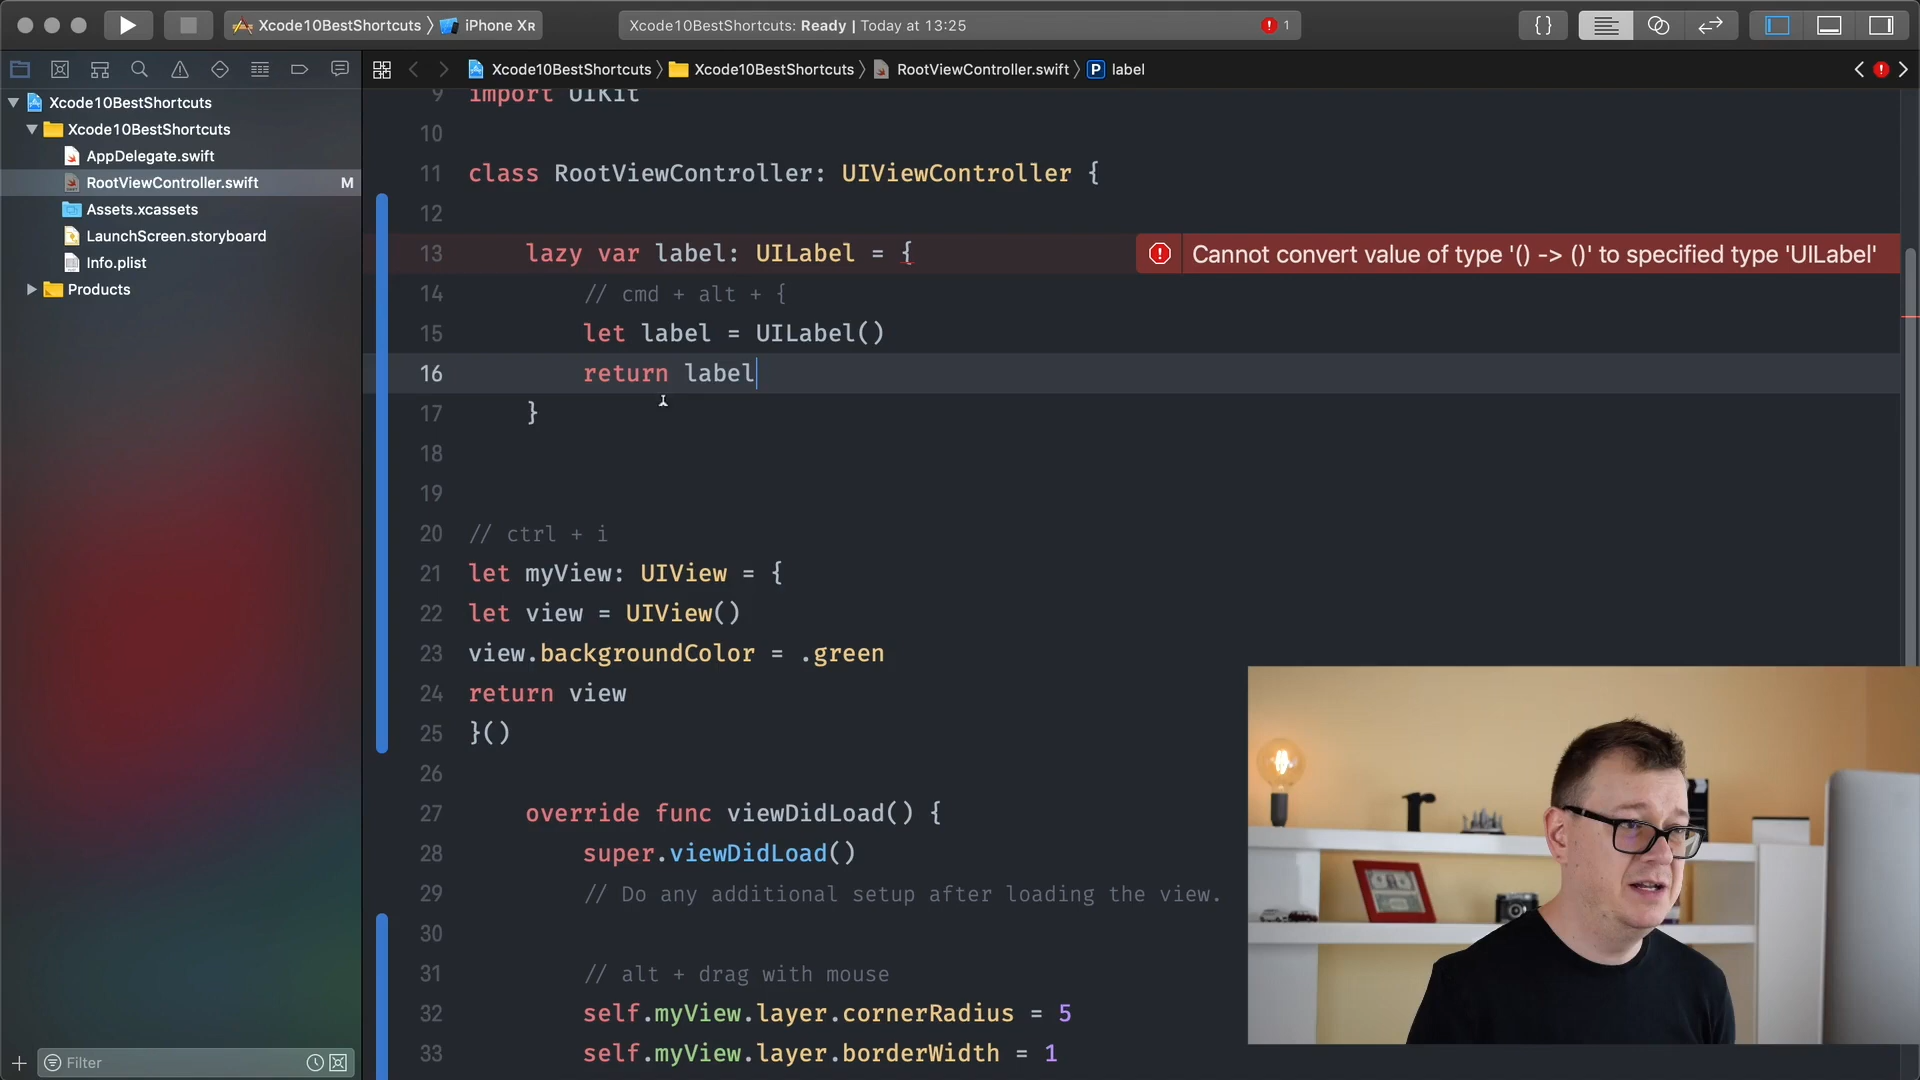 Xcode10BestShortcuts 〉 iPhone XR
Xcode10BestShortcuts: Ready | Today at 13:25
1
{}
Xcode10BestShortcuts 〉 Xcode10BestShortcuts 〉 RootViewController.swift 〉 P label
Xcode10BestShortcuts
Xcode10BestShortcuts
AppDelegate.swift
RootViewController.swift M
Assets.xcassets
LaunchScreen.storyboard
Info.plist
Products
Filter
9 import UIKit
10
11 class RootViewController: UIViewController {
12
13 lazy var label: UILabel = {
Cannot convert value of type '() -> ()' to specified type 'UILabel'
14 // cmd + alt + {
15 let label = UILabel()
16 return label
17 }
18
19
20 // ctrl + i
21 let myView: UIView = {
22 let view = UIView()
23 view.backgroundColor = .green
24 return view
25 }()
26
27 override func viewDidLoad() {
28 super.viewDidLoad()
29 // Do any additional setup after loading the view.
30
31 // alt + drag with mouse
32 self.myView.layer.cornerRadius = 5
33 self.myView.layer.borderWidth = 1